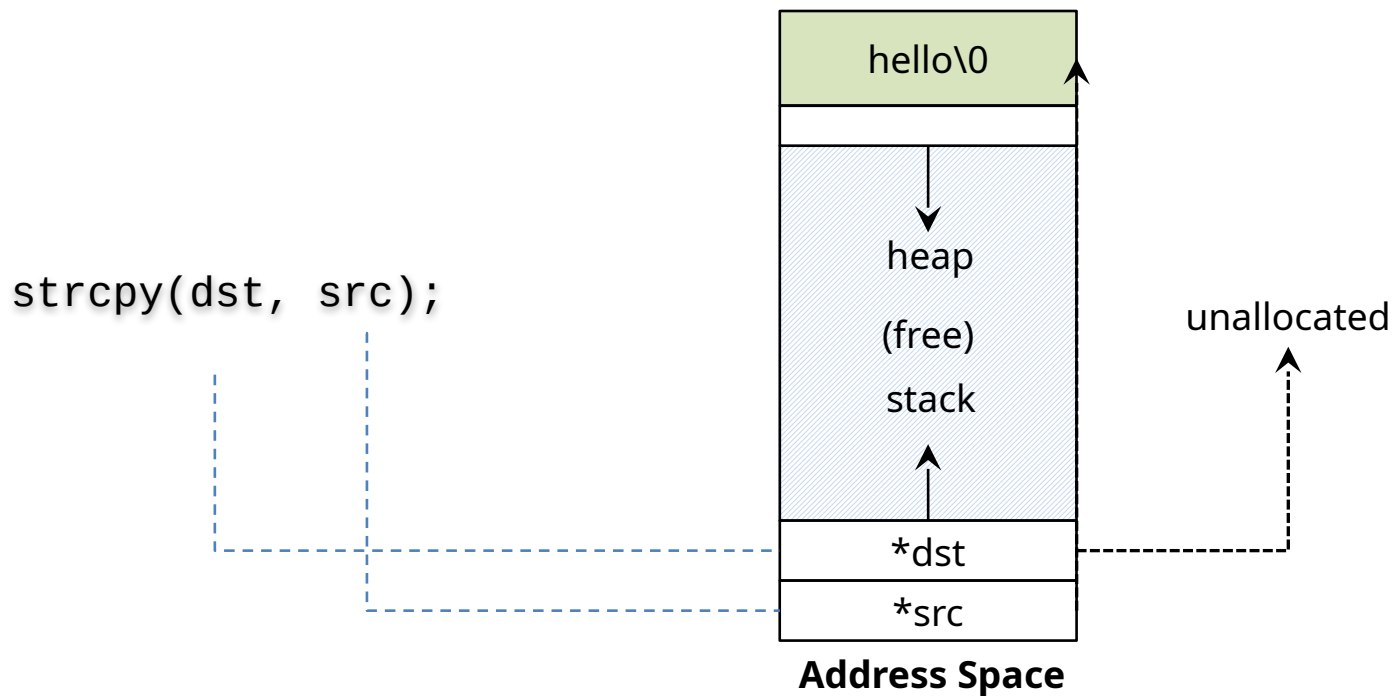 hello\0
heap
strcpy(dst, src);
unallocated
(free)
stack
*dst
*src
Address Space